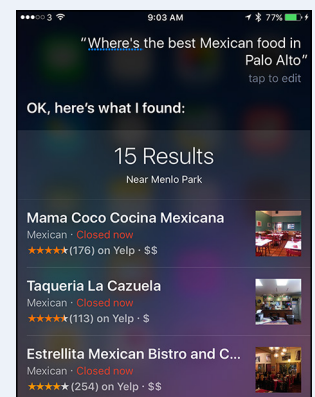 3 9:03 AM 77%
“Where's the best Mexican food in
Palo Alto”
tap to edit
OK, here’s what I found:
15 Results
Near Menlo Park
Mama Coco Cocina Mexicana
Mexican · Closed now
(176) on Yelp · $$
Taqueria La Cazuela
Mexican · Closed now
(113) on Yelp · $
Estrellita Mexican Bistro and C...
Mexican · Closed now
(254) on Yelp · $$